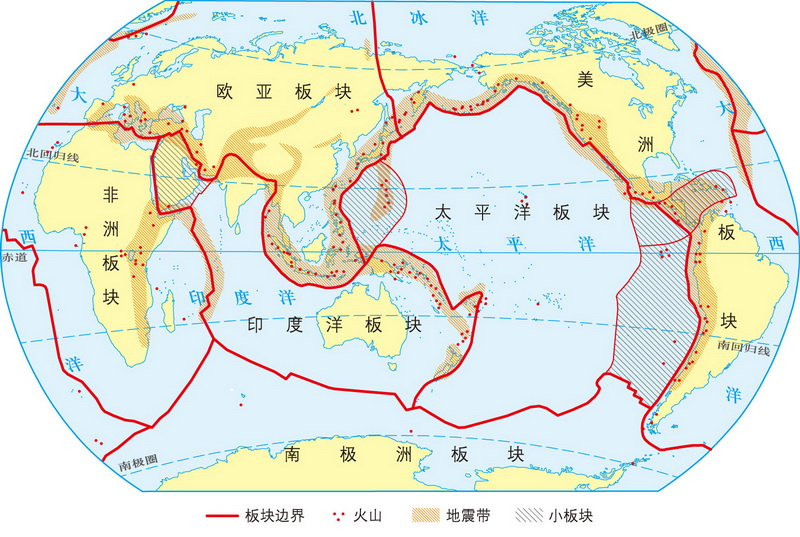 北冰洋
北极圈
欧亚板块
美洲板块
大西洋
大西洋
北回归线
非洲板块
太平洋板块
太平洋
赤道
印度洋
印度洋板块
南回归线
南极圈
南极洲板块
板块边界
火山
地震带
小板块